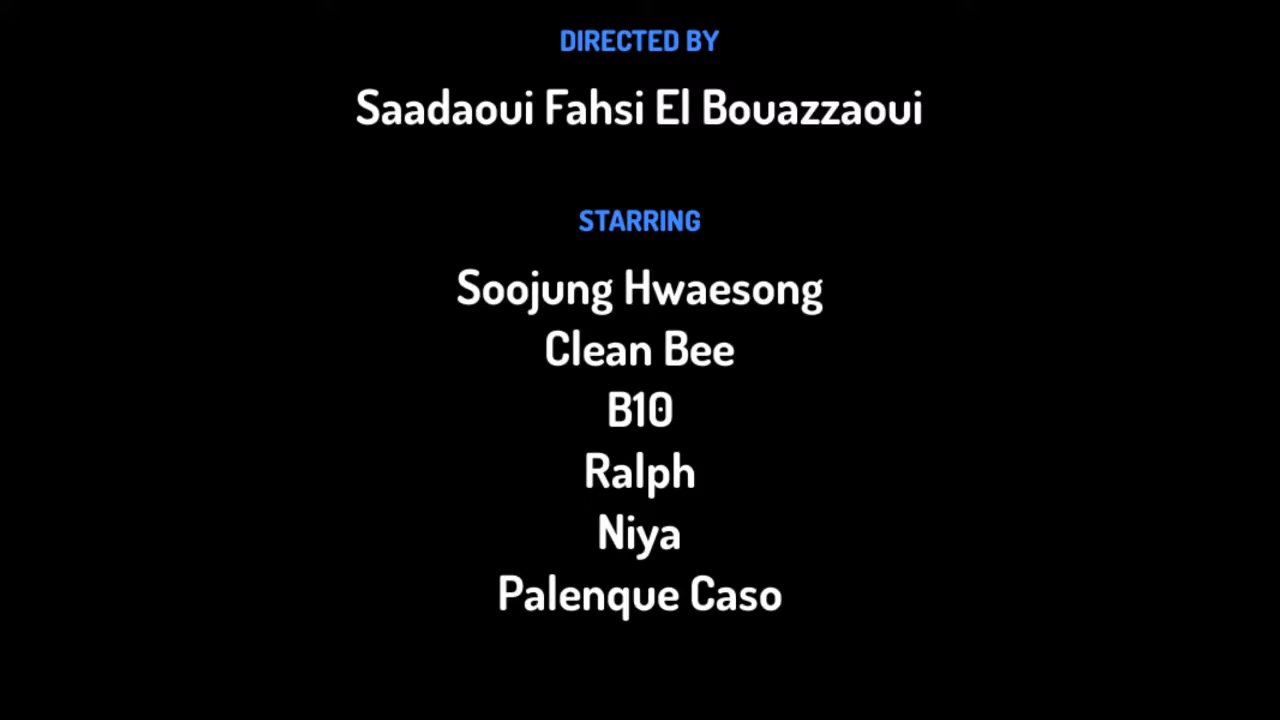 DIRECTED BY
Saadaoui Fahsi El Bouazzaoui
STARRING
Soojung Hwaesong
Clean Bee
B10
Ralph
Niya
Palenque Caso